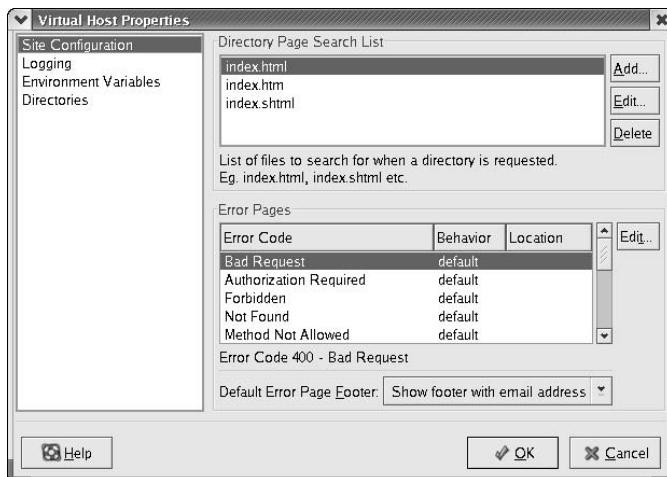 Virtual Host Properties
Site Configuration
Logging
Environment Variables
Directories
Directory Page Search List
index.html
index.htm
index.shtml
Add...
Edit...
Delete
List of files to search for when a directory is requested.
Eg. index.html, index.shtml etc.
Error Pages
Error Code Behavior Location
Bad Request default
Authorization Required default
Forbidden default
Not Found default
Method Not Allowed default
Edit...
Error Code 400 - Bad Request
Default Error Page Footer: Show footer with email address
Help
OK
Cancel